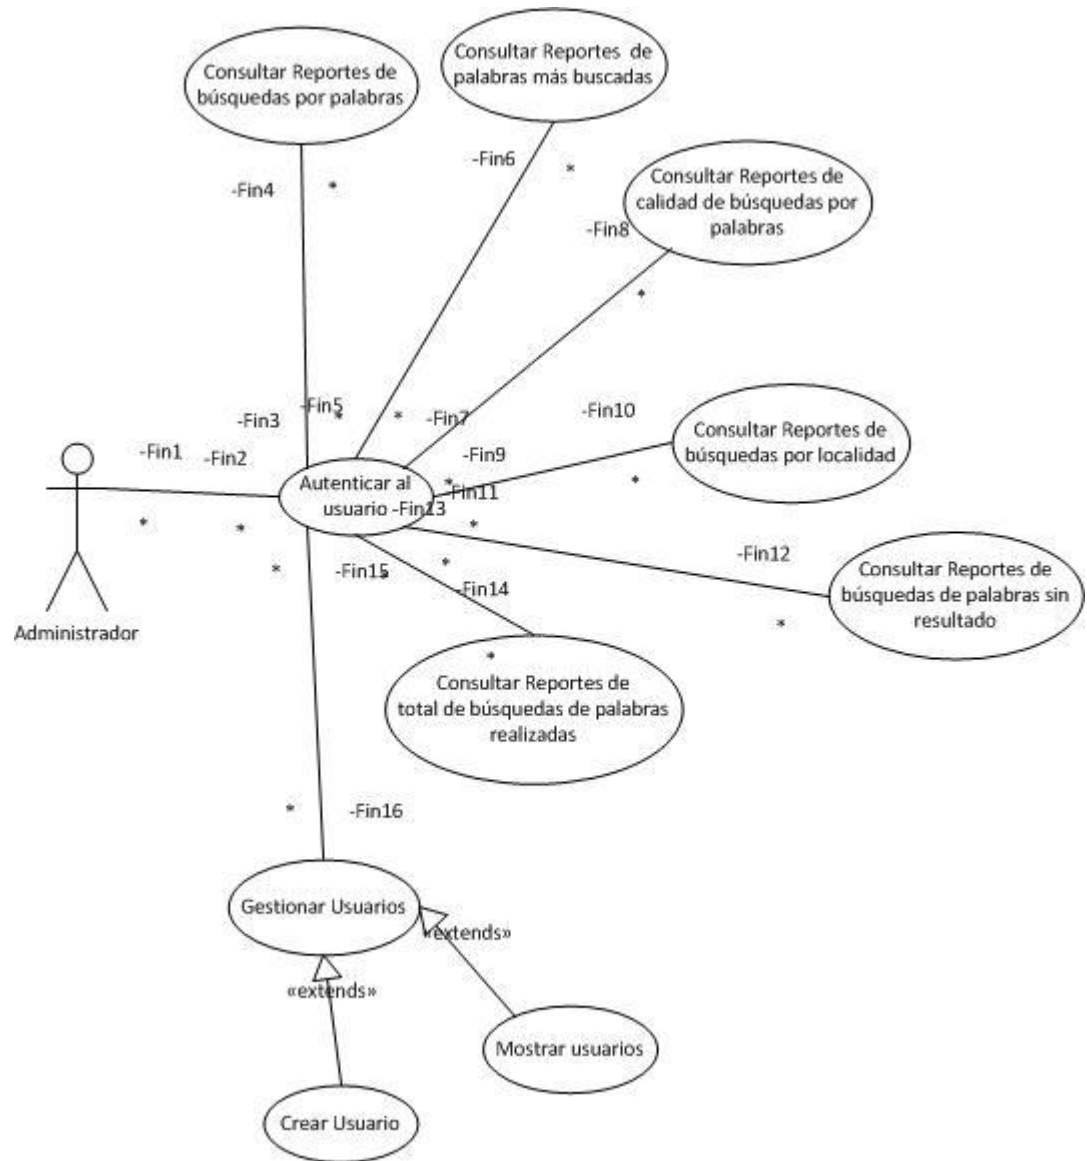 Consultar Reportes de
palabras más buscadas
Consultar Reportes de
búsquedas por palabras
-Fin6
*
-Fin4
*
Consultar Reportes de
calidad de búsquedas por
palabras
-Fin8
*
-Fin3
-Fin5
*
*
-Fin7
-Fin10
Consultar Reportes de
búsquedas por localidad
-Fin1
-Fin2
-Fin9
*
-Fin11
*
Autenticar al
usuario
-Fin13
*
*
*
*
-Fin15
*
*
-Fin14
-Fin12
Consultar Reportes de
búsquedas de palabras sin
resultado
*
Administrador
*
Consultar Reportes de
total de búsquedas de palabras
realizadas
*
-Fin16
Gestionar Usuarios
«extends»
«extends»
Mostrar usuarios
Crear Usuario